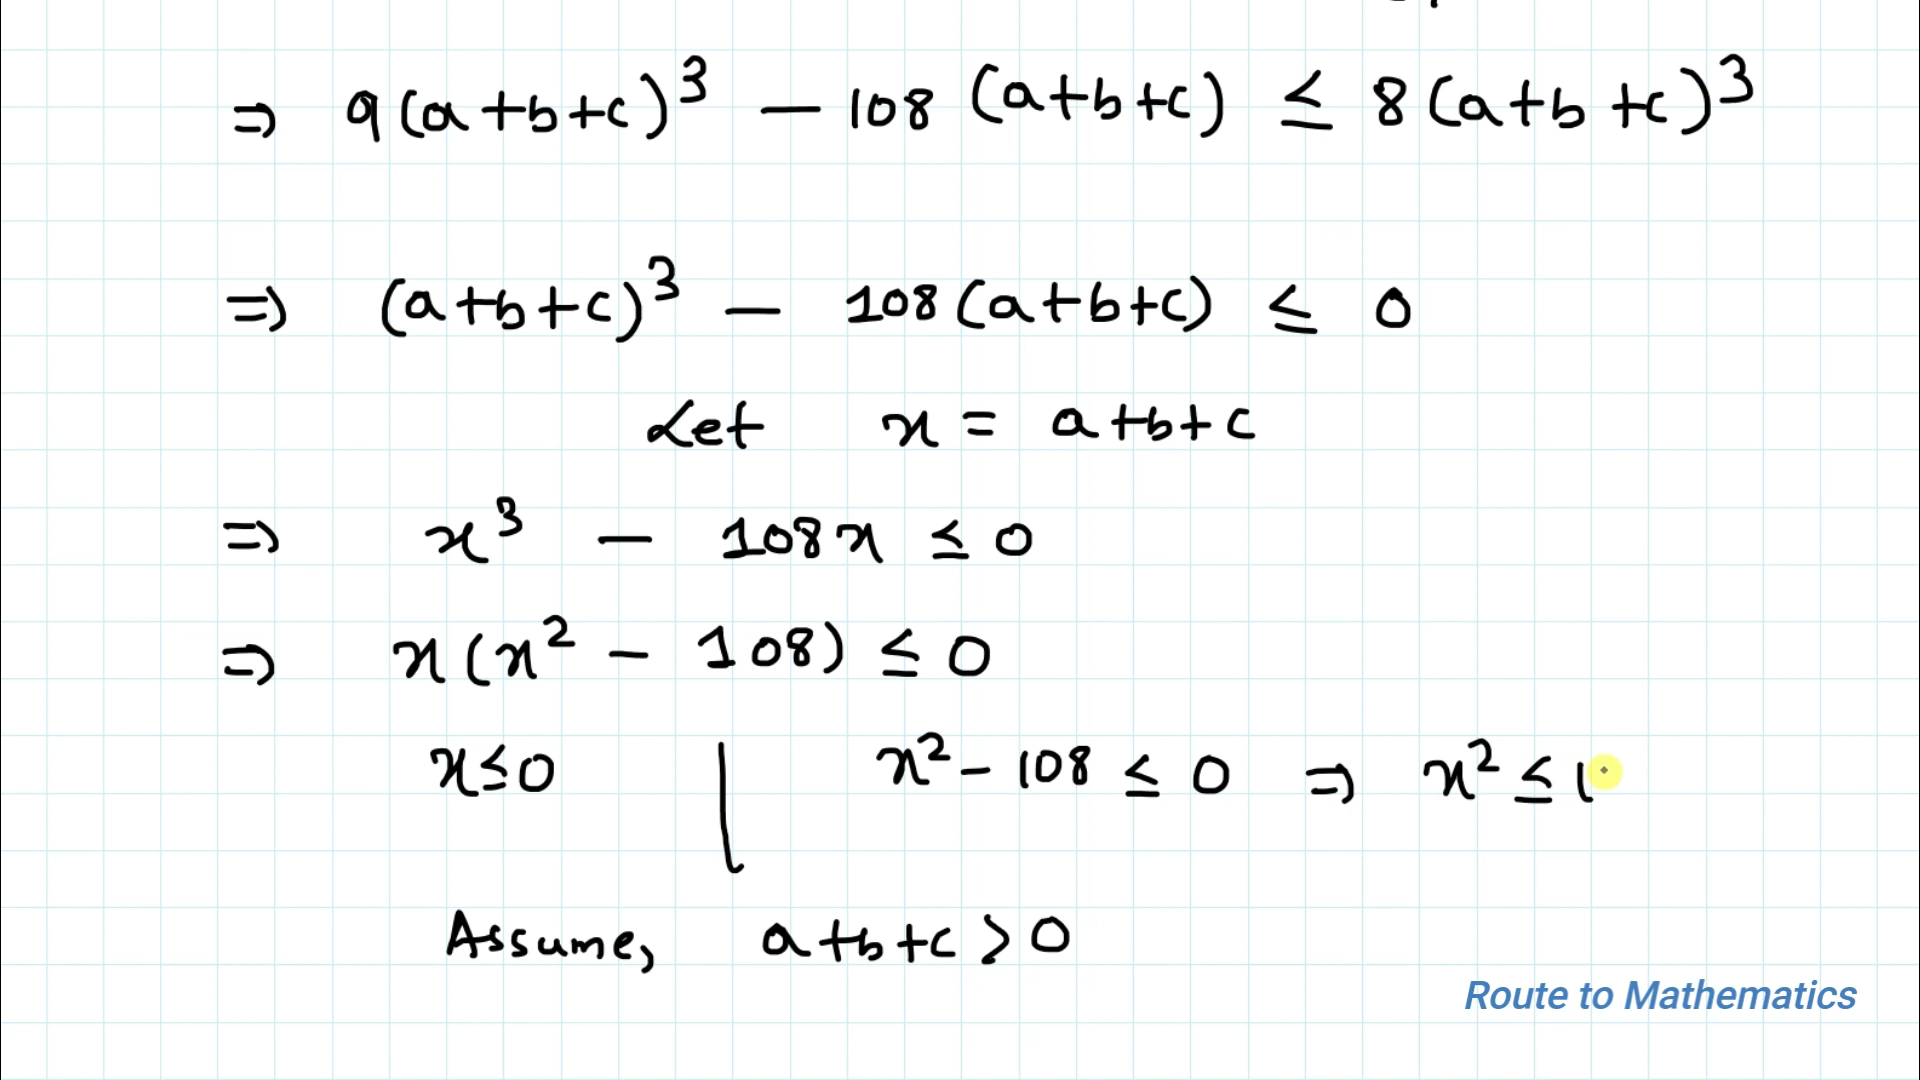 ⇒ 9(a+b+c)³ — 108 (a+b+c) ≤ 8(a+b+c)³
⇒ (a+b+c)³ — 108(a+b+c) ≤ 0
Let x = a+b+c
⇒ x³ — 108x ≤ 0
⇒ x(x² — 108) ≤ 0
x≤0 | x² — 108 ≤ 0 ⇒ x² ≤ 1
Assume, a+b+c > 0
Route to Mathematics